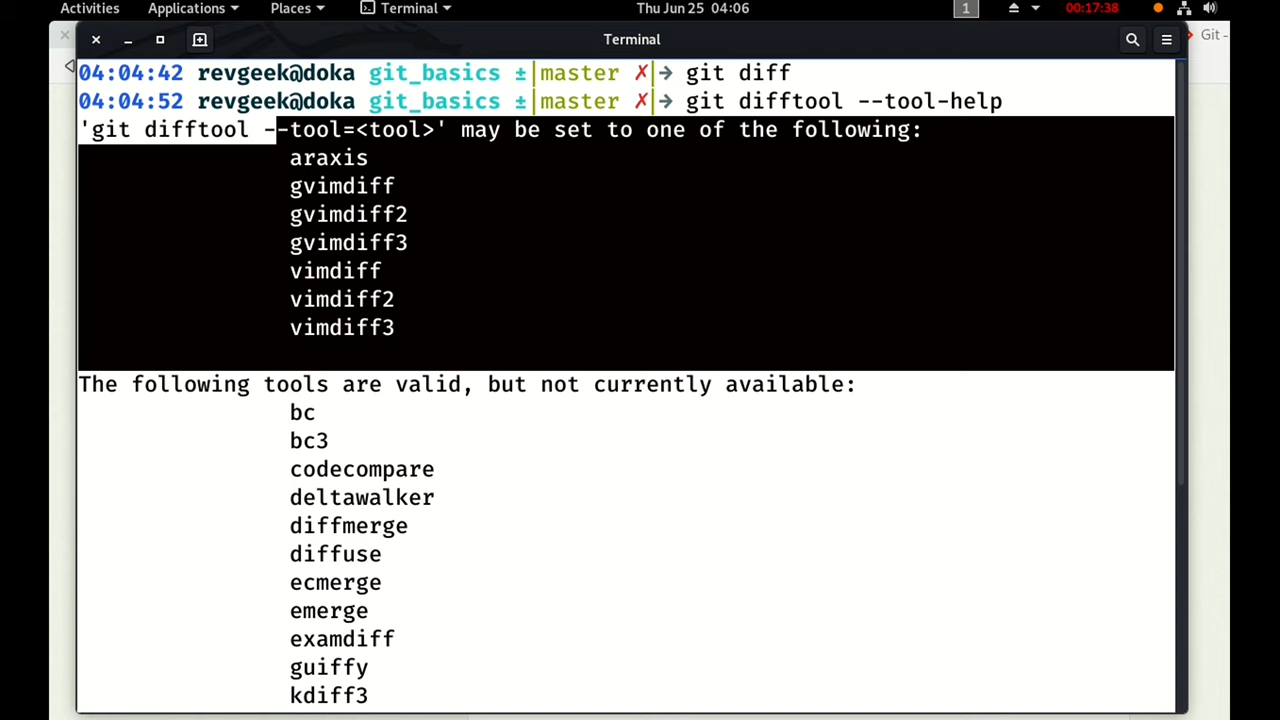 Activities Applications Places Terminal Thu Jun 25 04:06 1 00:17:38
Terminal
Git -
04:04:42 revgeek@doka git_basics ±|master ✗|→ git diff
04:04:52 revgeek@doka git_basics ±|master ✗|→ git difftool --tool-help
'git difftool --tool=<tool>' may be set to one of the following:
araxis
gvimdiff
gvimdiff2
gvimdiff3
vimdiff
vimdiff2
vimdiff3
The following tools are valid, but not currently available:
bc
bc3
codecompare
deltawalker
diffmerge
diffuse
ecmerge
emerge
examdiff
guiffy
kdiff3